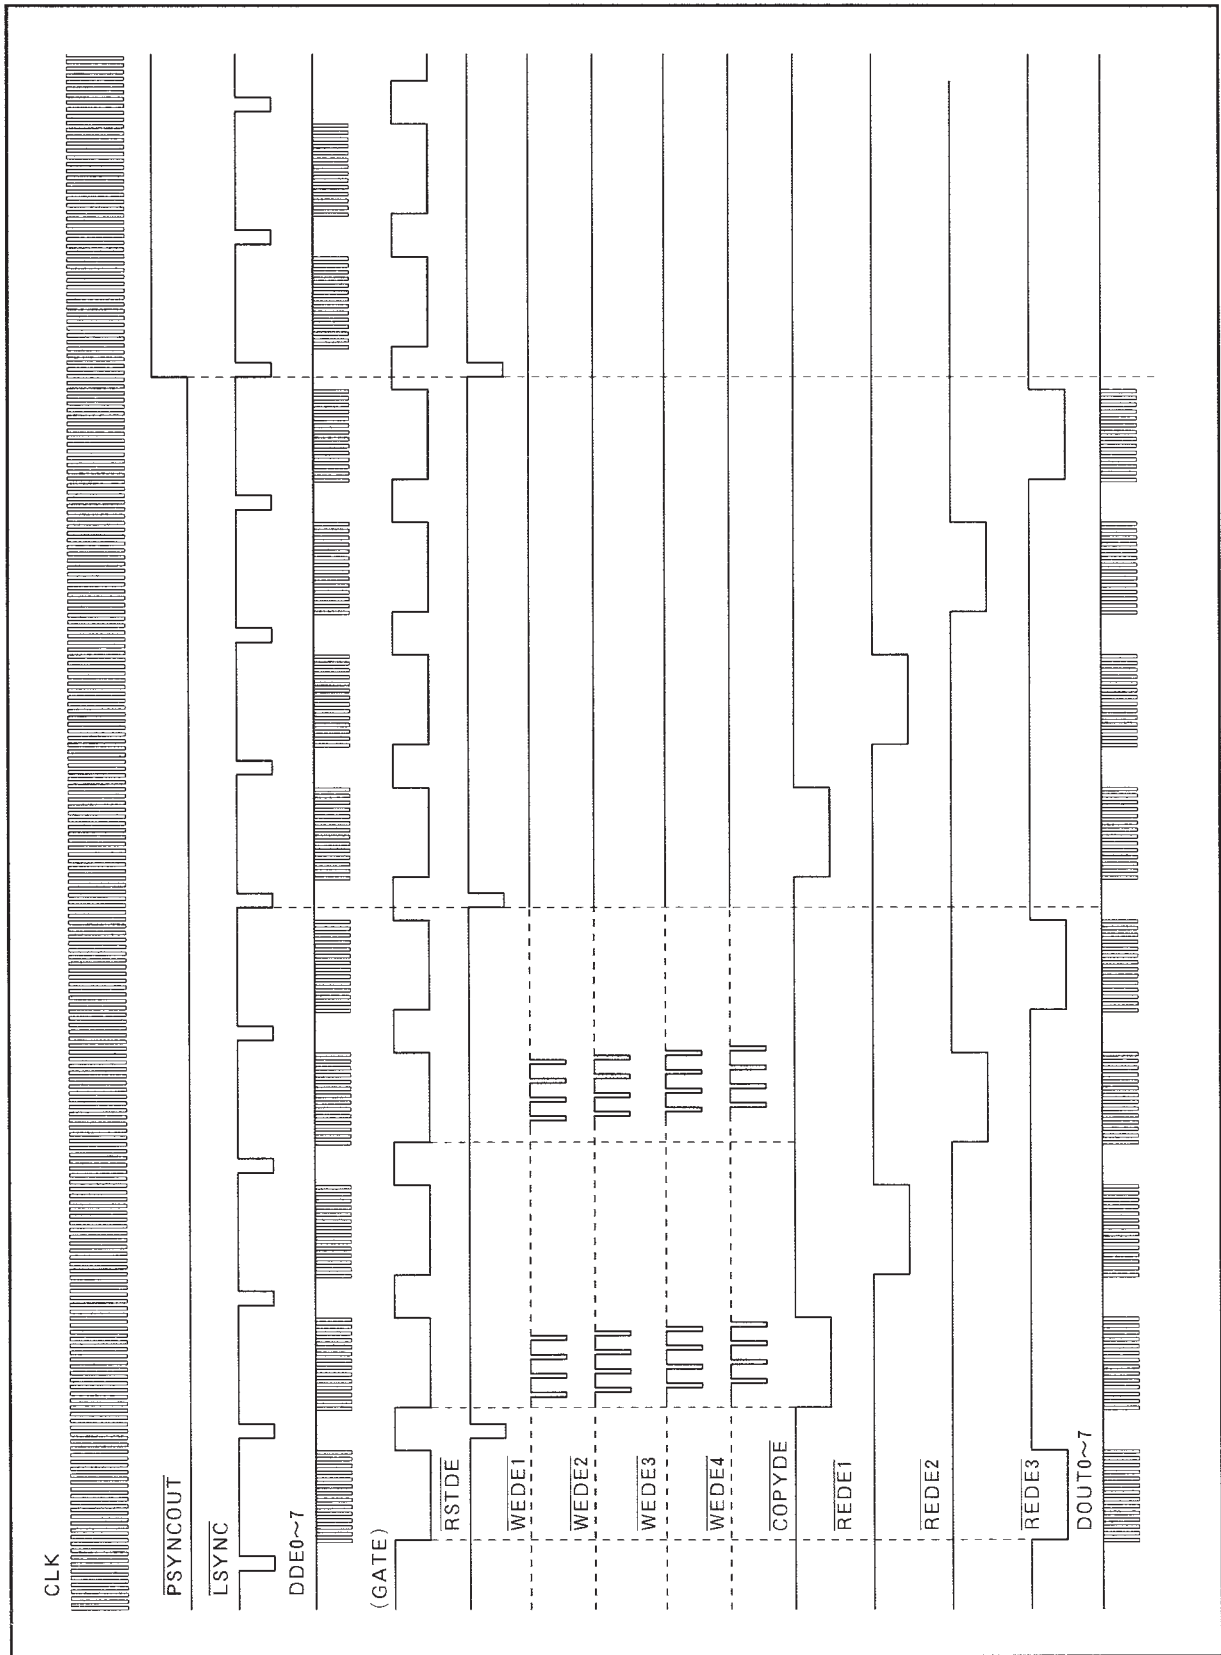 CLK
PSYNCOUT
LSYNC
DDE0~7
(GATE)
RSTDE
WEDE1
WEDE2
WEDE3
WEDE4
COPYDE
REDE1
REDE2
REDE3
DOUT0~7